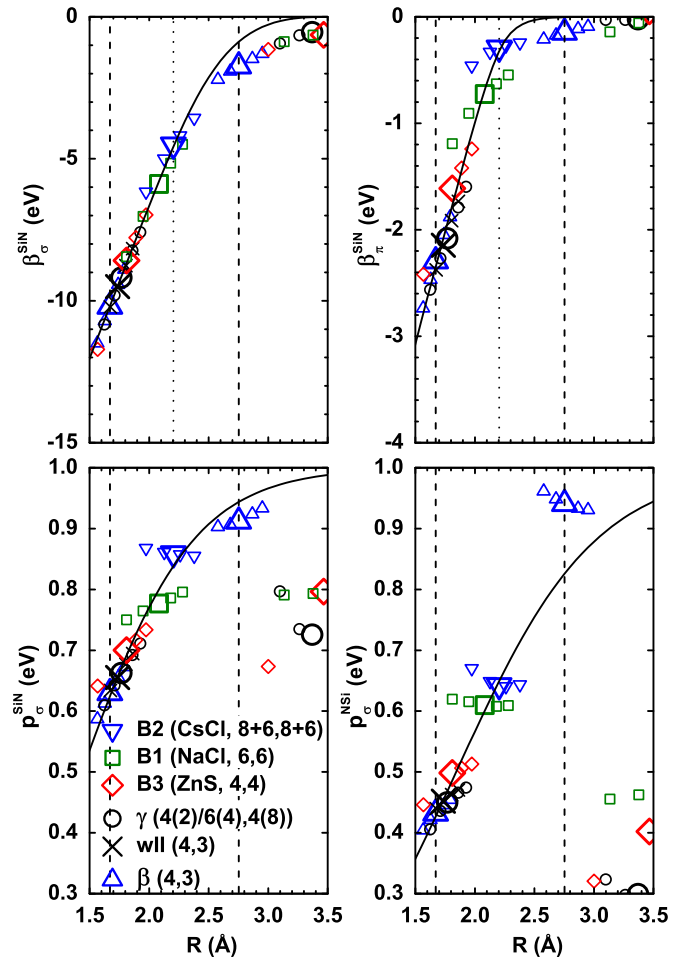 0
-5
-10
-15
β_σ^SiN (eV)
0
-1
-2
-3
-4
β_π^SiN (eV)
1.0
0.9
0.8
0.7
0.6
0.5
0.4
0.3
p_σ^SiN (eV)
B2 (CsCl, 8+6,8+6)
B1 (NaCl, 6,6)
B3 (ZnS, 4,4)
γ (4(2)/6(4),4(8))
wII (4,3)
β (4,3)
1.5 2.0 2.5 3.0 3.5
R (Å)
p_σ^NSi (eV)
1.0
0.9
0.8
0.7
0.6
0.5
0.4
0.3
1.5 2.0 2.5 3.0 3.5
R (Å)